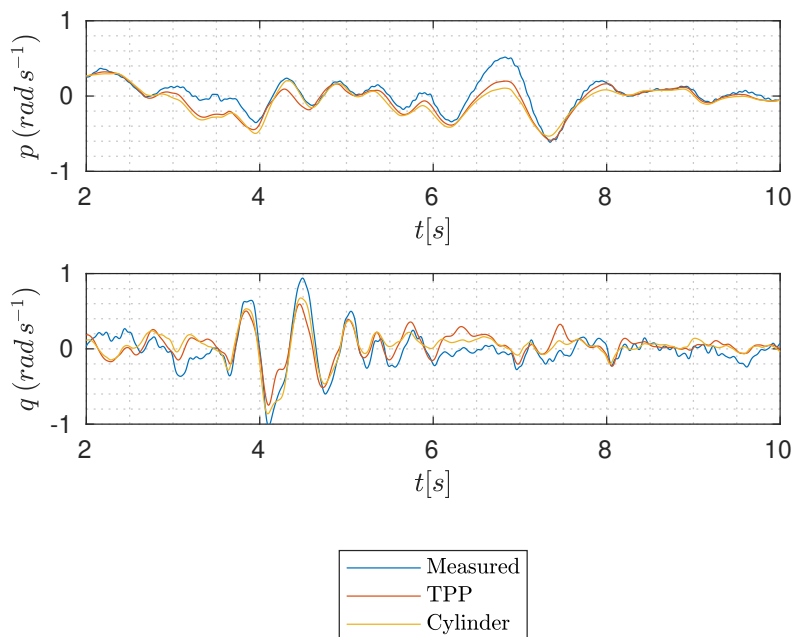 1
0
-1
p (rad s⁻¹)
2 4 6 8 10
t[s]
1
0
-1
q (rad s⁻¹)
2 4 6 8 10
t[s]
Measured
TPP
Cylinder